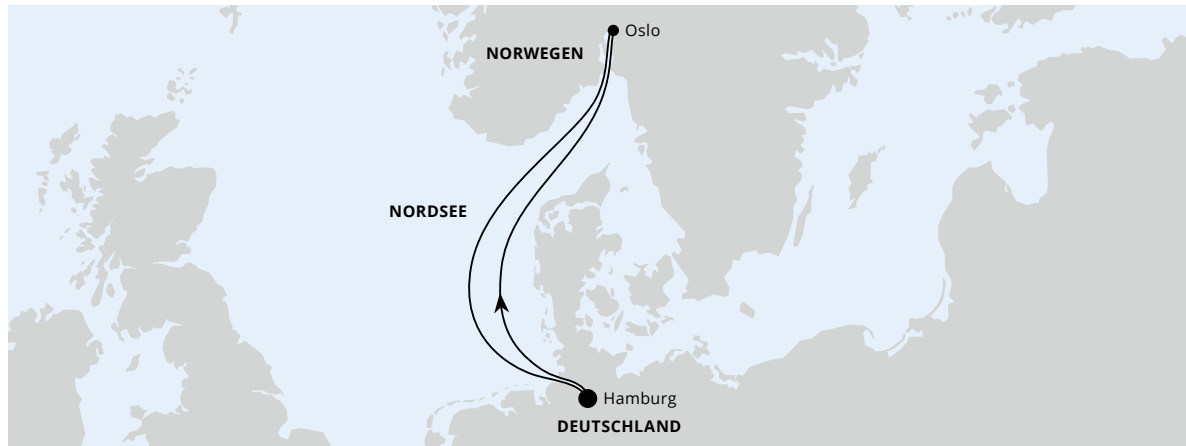 Oslo
NORWEGEN
NORDSEE
Hamburg
DEUTSCHLAND